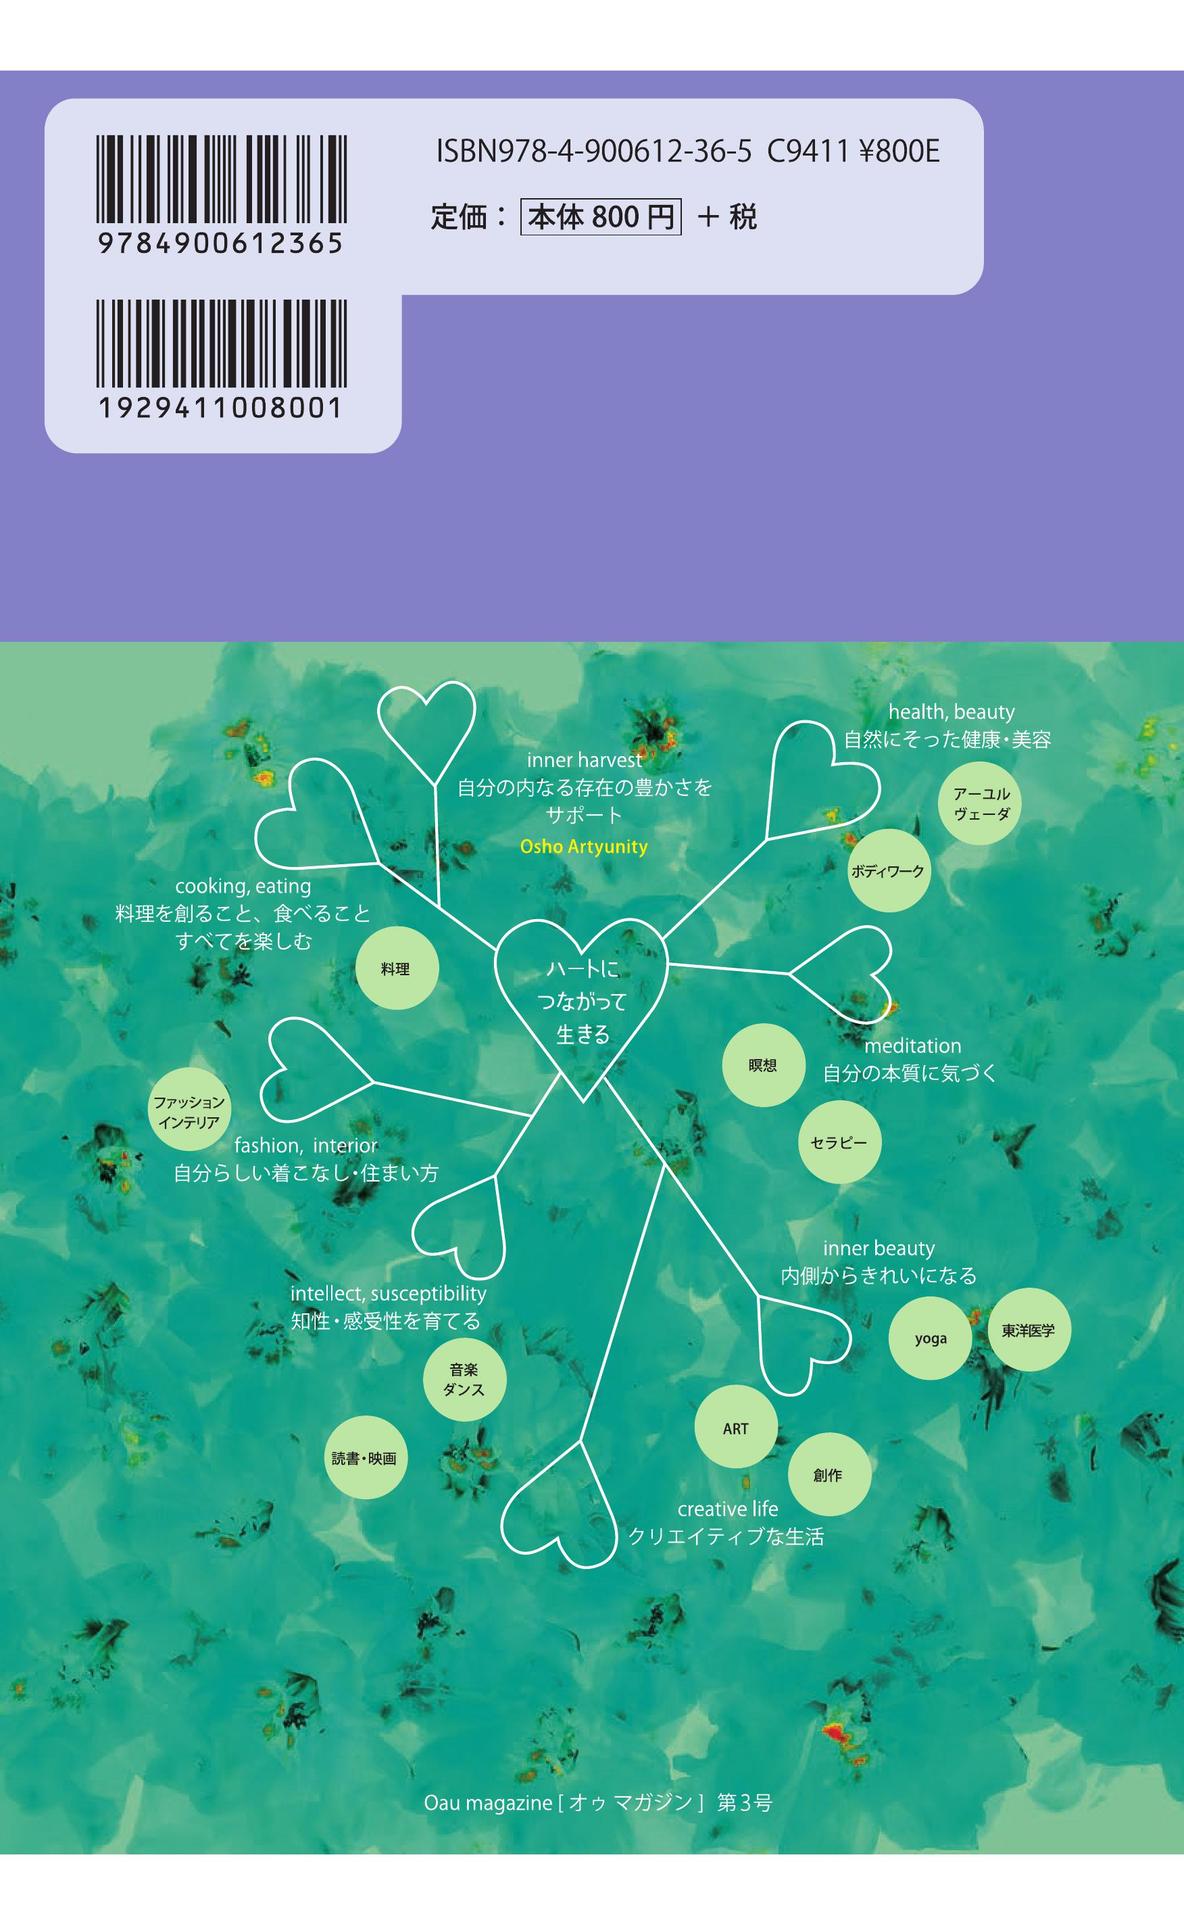 ISBN978-4-900612-36-5 C9411 ¥800E
定価：本体 800 円 ＋ 税
9784900612365
1929411008001
health, beauty
自然にそった健康・美容
アーユル
ヴェーダ
ボディワーク
inner harvest
自分の内なる存在の豊かさを
サポート
Osho Artyunity
cooking, eating
料理を創ること、食べること
すべてを楽しむ
料理
ハートに
つながって
生きる
meditation
自分の本質に気づく
瞑想
セラピー
ファッション
インテリア
fashion, interior
自分らしい着こなし・住まい方
inner beauty
内側からきれいになる
yoga
東洋医学
intellect, susceptibility
知性・感受性を育てる
音楽
ダンス
読書・映画
ART
創作
creative life
クリエイティブな生活
Oau magazine [ オゥ マガジン ] 第3号